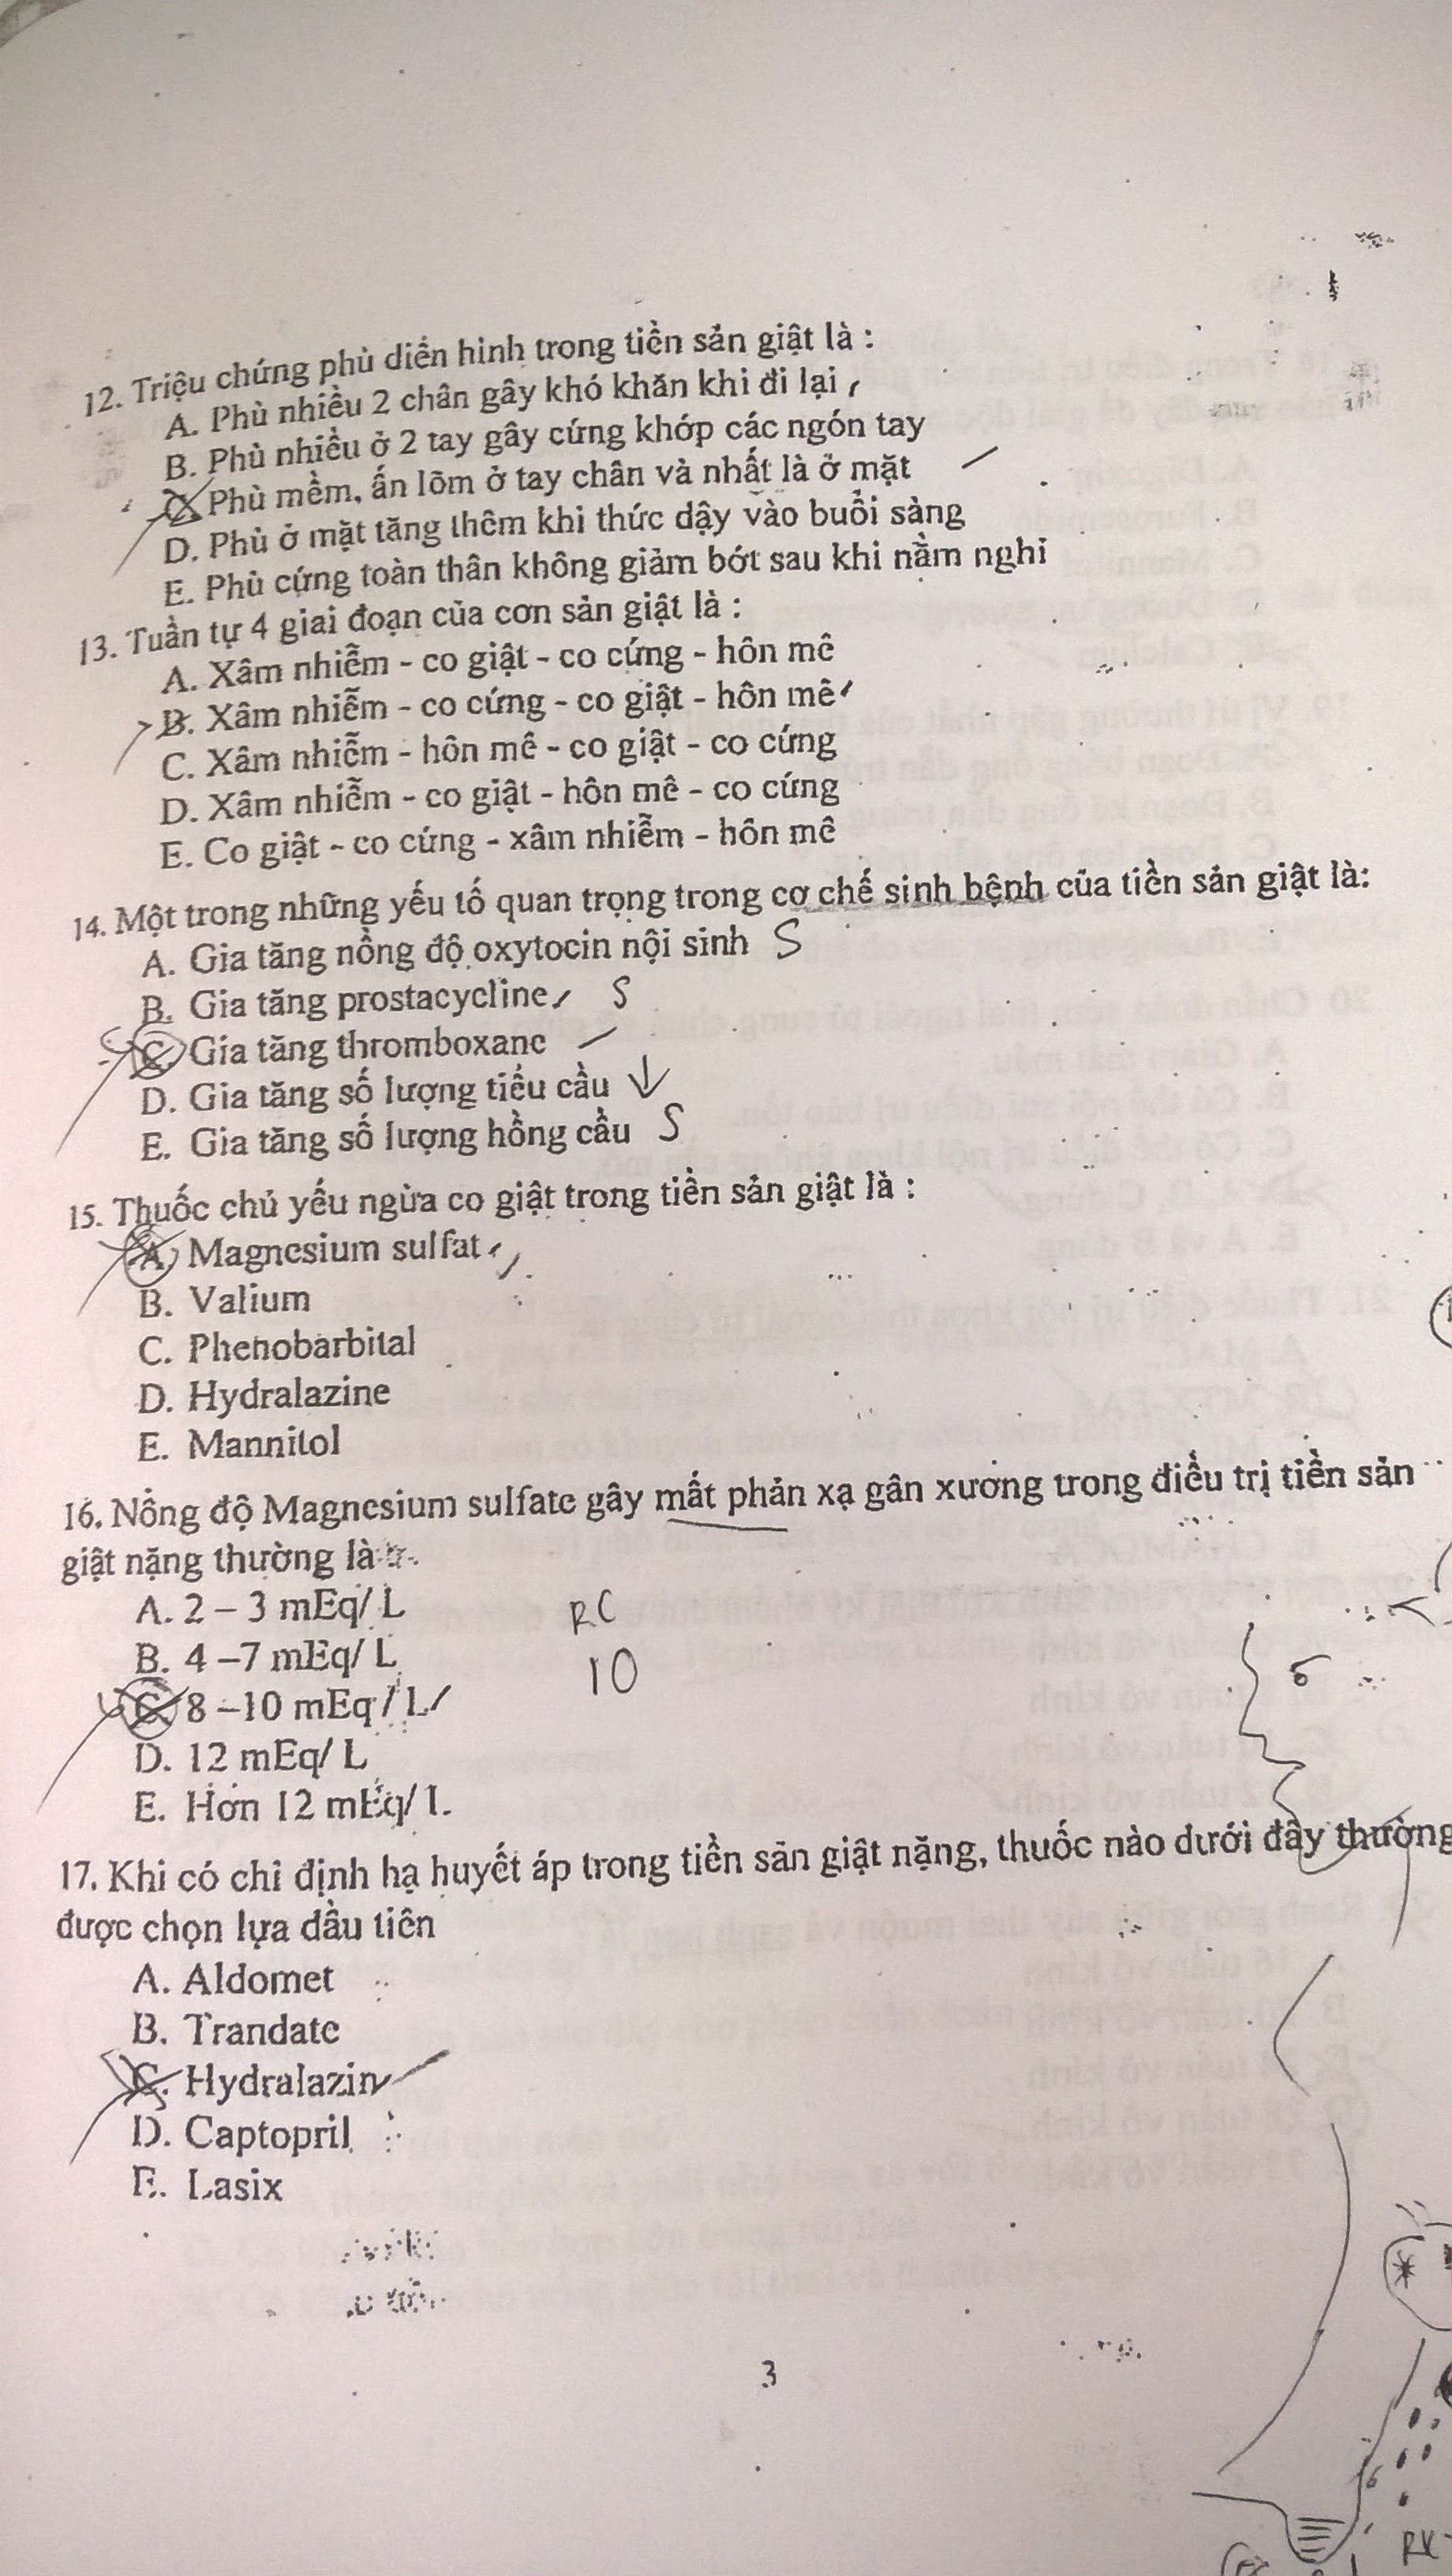 12. Triệu chứng phù diển hình trong tiền sản giật là :
A. Phù nhiều 2 chân gây khó khăn khi đi lại
B. Phù nhiều ở 2 tay gây cứng khớp các ngón tay
C. Phù mềm, ấn lõm ở tay chân và nhất là ở mặt
D. Phù ở mặt tăng thêm khi thức dậy vào buổi sàng
E. Phù cứng toàn thân không giảm bớt sau khi nằm nghỉ
13. Tuần tự 4 giai đoạn của cơn sản giật là :
A. Xâm nhiễm - co giật - co cứng - hôn mê
B. Xâm nhiễm - co cứng - co giật - hôn mê
C. Xâm nhiễm - hôn mê - co giật - co cứng
D. Xâm nhiễm - co giật - hôn mê - co cứng
E. Co giật - co cứng - xâm nhiễm - hôn mê
14. Một trong những yếu tố quan trọng trong cơ chế sinh bệnh của tiền sản giật là:
A. Gia tăng nồng độ oxytocin nội sinh S
B. Gia tăng prostacycline S
C. Gia tăng thromboxane
D. Gia tăng số lượng tiểu cầu ↓
E. Gia tăng số lượng hồng cầu S
15. Thuốc chủ yếu ngừa co giật trong tiền sản giật là :
A. Magnesium sulfat
B. Valium
C. Phenobarbital
D. Hydralazine
E. Mannitol
16. Nồng độ Magnesium sulfate gây mất phản xạ gân xương trong điều trị tiền sản
giật nặng thường là
A. 2 – 3 mEq/ L RC
B. 4 –7 mEq/ L 10
C. 8 –10 mEq / L
D. 12 mEq/ L
E. Hơn 12 mEq/ L
17. Khi có chỉ định hạ huyết áp trong tiền sản giật nặng, thuốc nào dưới đây thường
được chọn lựa đầu tiên
A. Aldomet
B. Trandate
C. Hydralazin
D. Captopril
E. Lasix
3